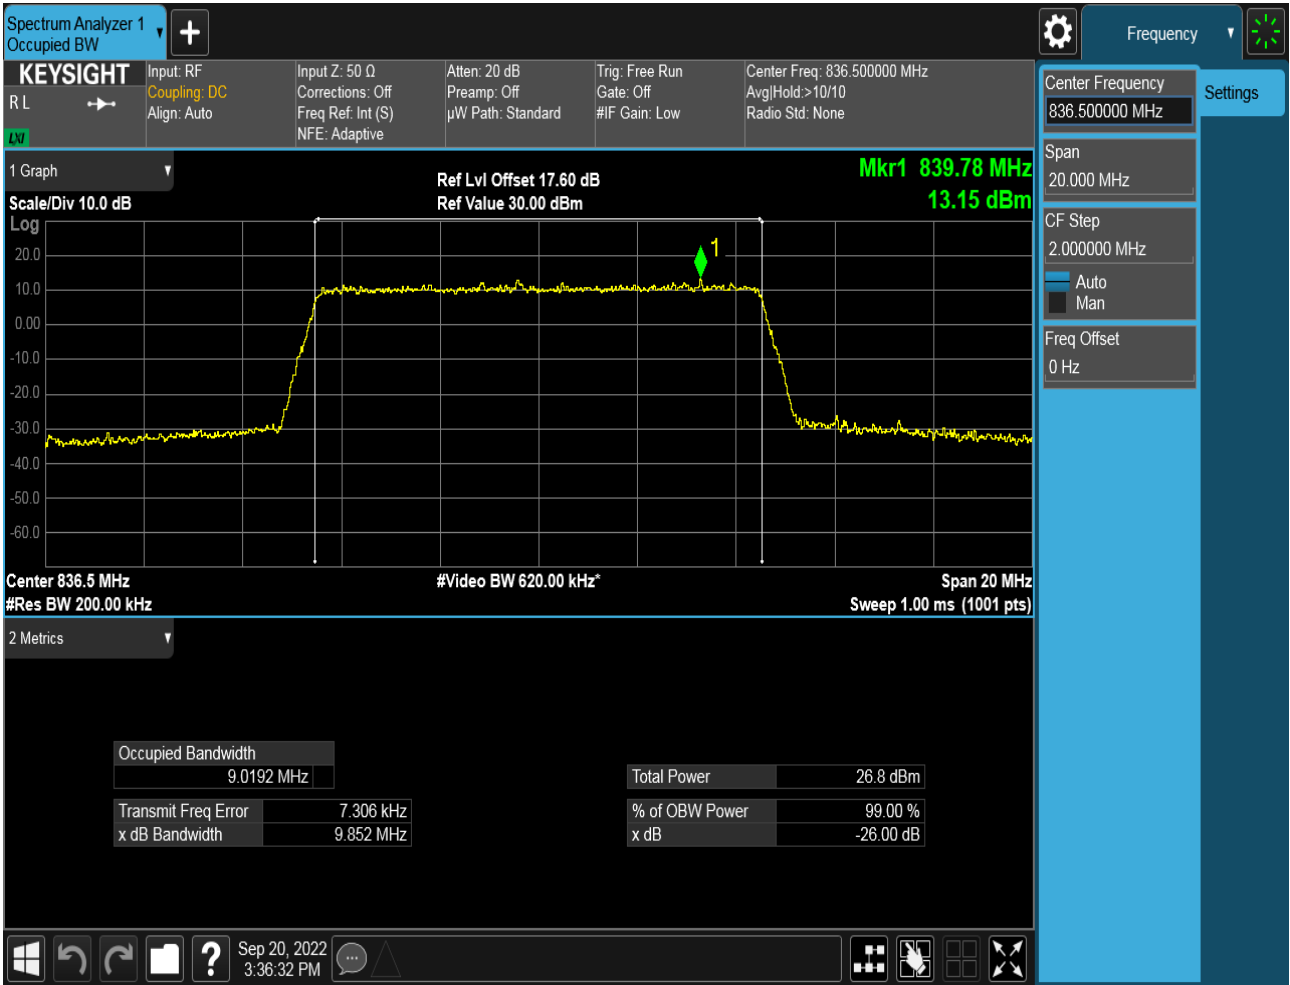 Spectrum Analyzer 1
Occupied BW
Frequency
KEYSIGHT
R L
LXI
Input: RF
Coupling: DC
Align: Auto
Input Z: 50 Ω
Corrections: Off
Freq Ref: Int (S)
NFE: Adaptive
Atten: 20 dB
Preamp: Off
µW Path: Standard
Trig: Free Run
Gate: Off
#IF Gain: Low
Center Freq: 836.500000 MHz
Avg|Hold:>10/10
Radio Std: None
Center Frequency
836.500000 MHz
Settings
Span
20.000 MHz
CF Step
2.000000 MHz
Auto
Man
Freq Offset
0 Hz
1 Graph
Scale/Div 10.0 dB
Log
Ref Lvl Offset 17.60 dB
Ref Value 30.00 dBm
Mkr1 839.78 MHz
13.15 dBm
1
20.0
10.0
0.00
-10.0
-20.0
-30.0
-40.0
-50.0
-60.0
Center 836.5 MHz
#Res BW 200.00 kHz
#Video BW 620.00 kHz*
Span 20 MHz
Sweep 1.00 ms (1001 pts)
2 Metrics
Occupied Bandwidth
9.0192 MHz
Transmit Freq Error 7.306 kHz
x dB Bandwidth 9.852 MHz
Total Power 26.8 dBm
% of OBW Power 99.00 %
x dB -26.00 dB
?
Sep 20, 2022
3:36:32 PM